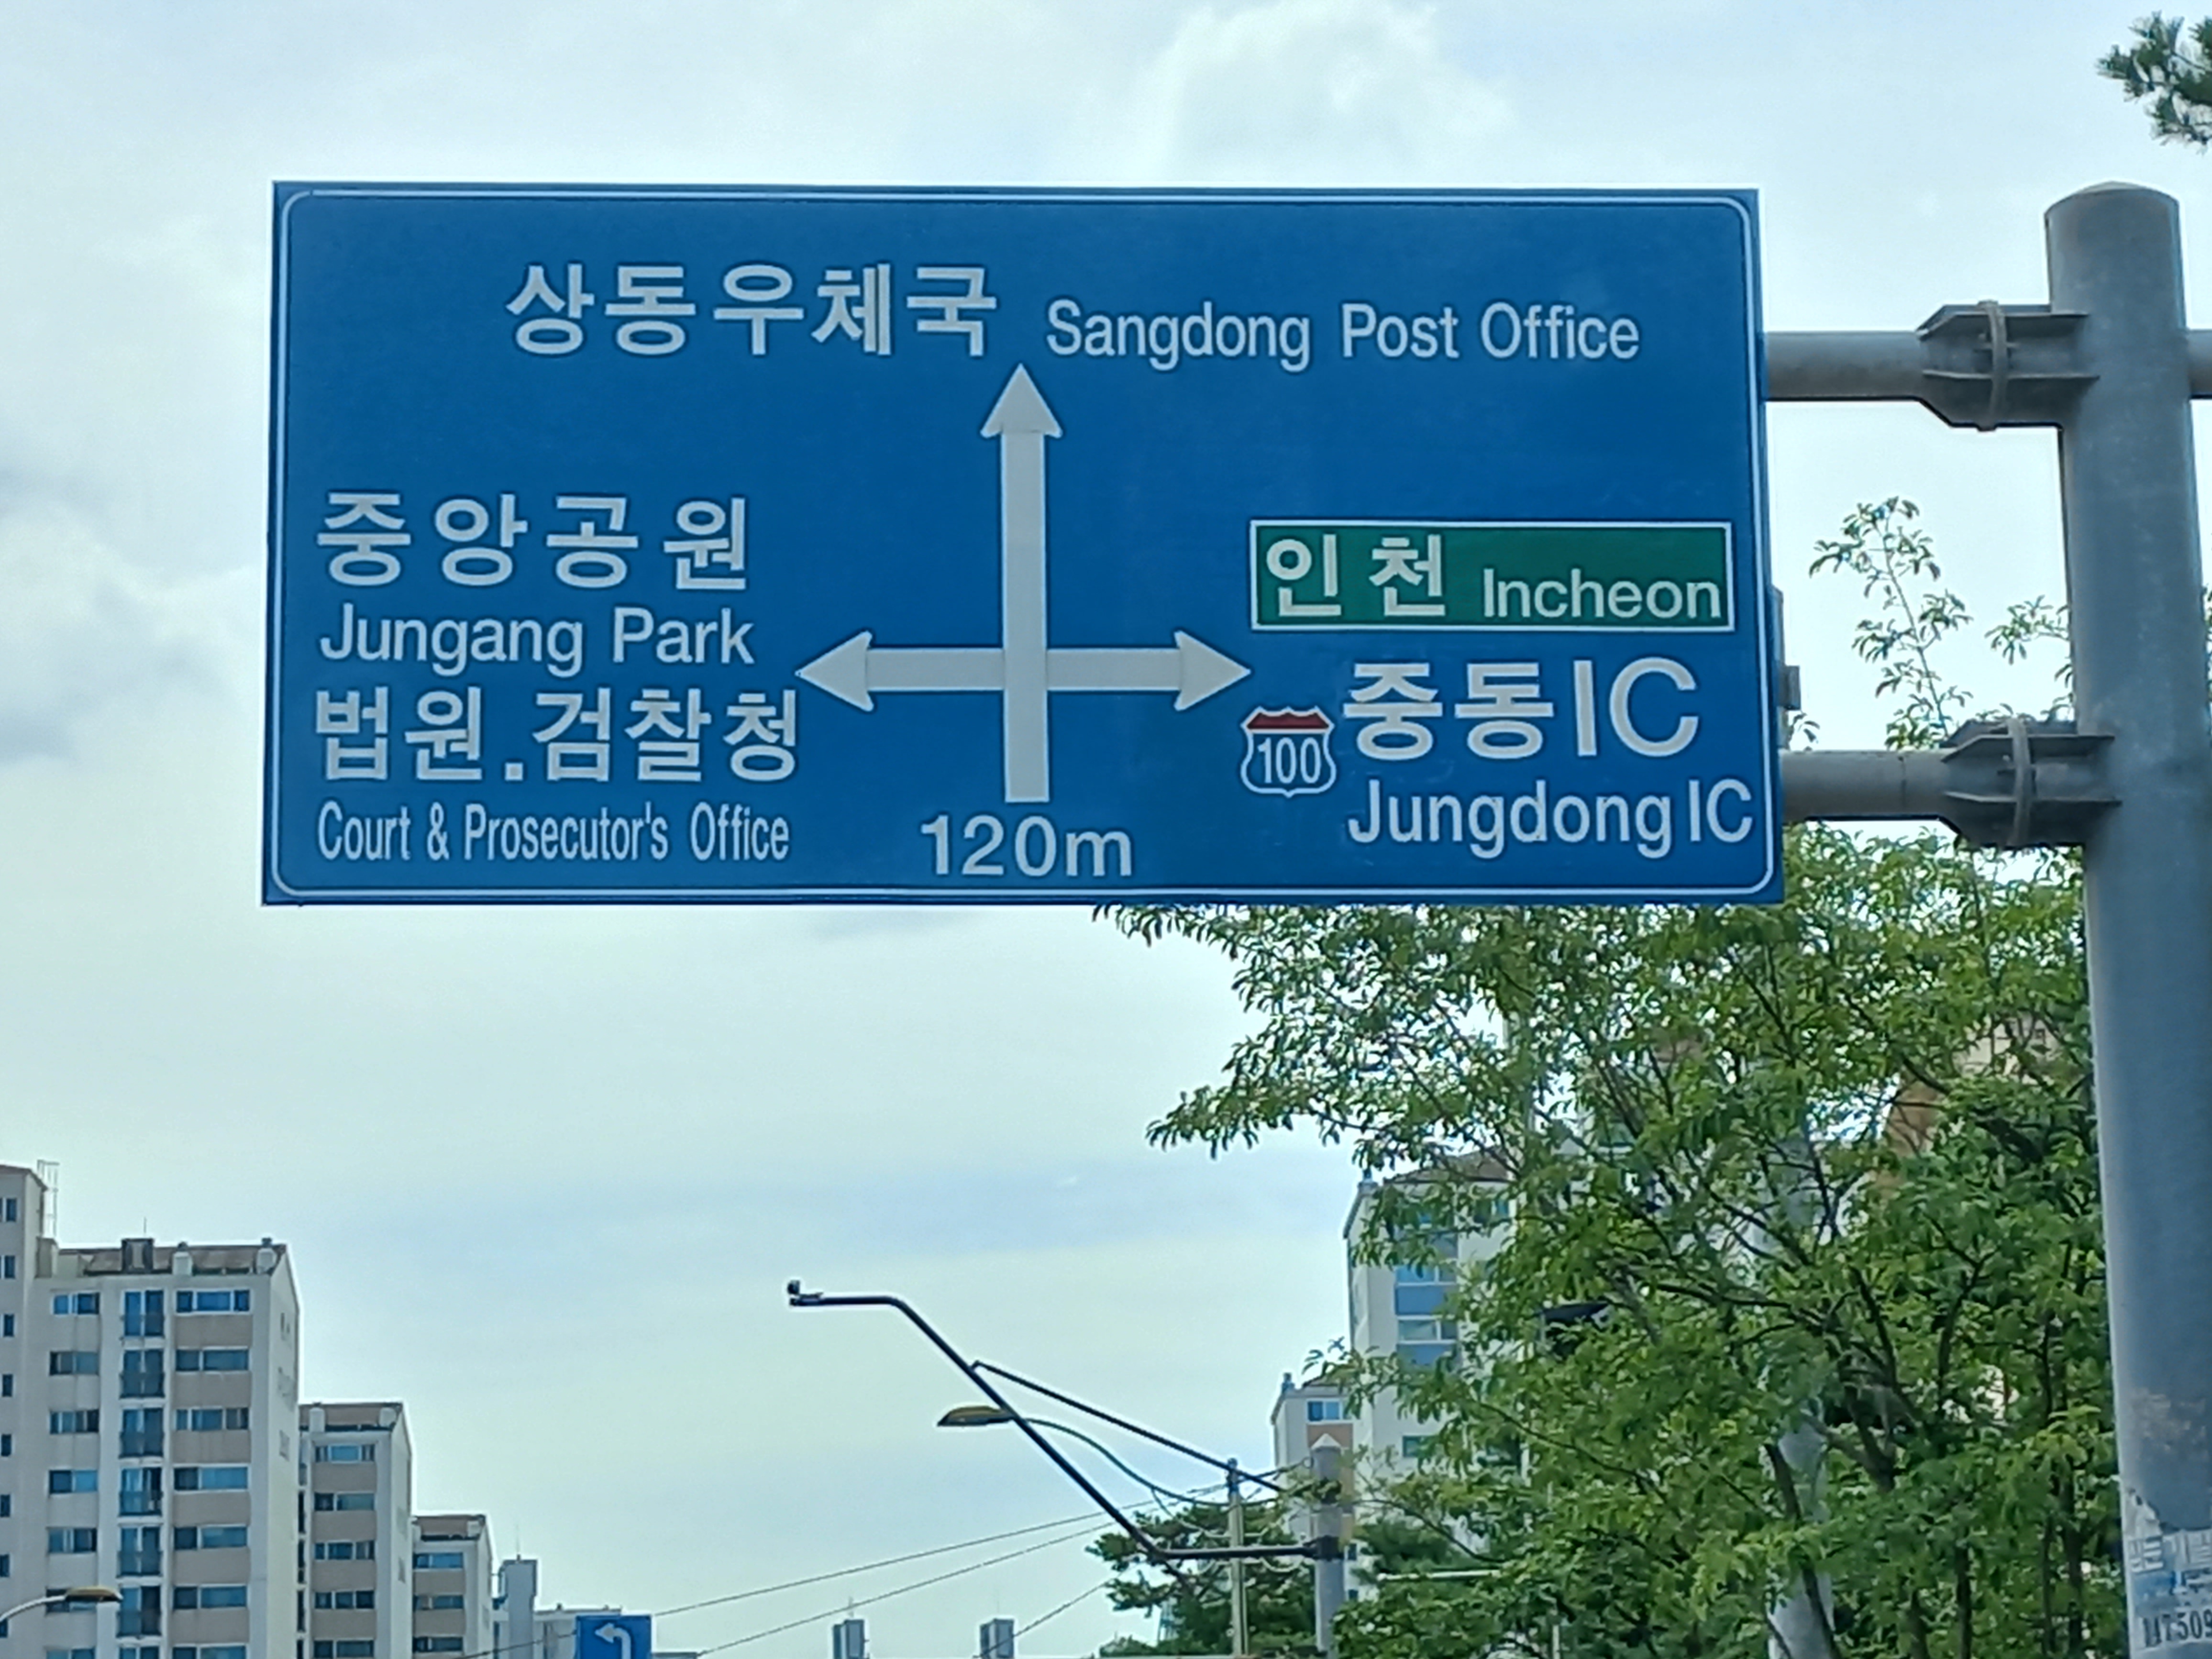 상동우체국 Sangdong Post Office
중앙공원
Jungang Park
법원.검찰청
Court & Prosecutor's Office
120m
인천 Incheon
100 중동IC
Jungdong IC